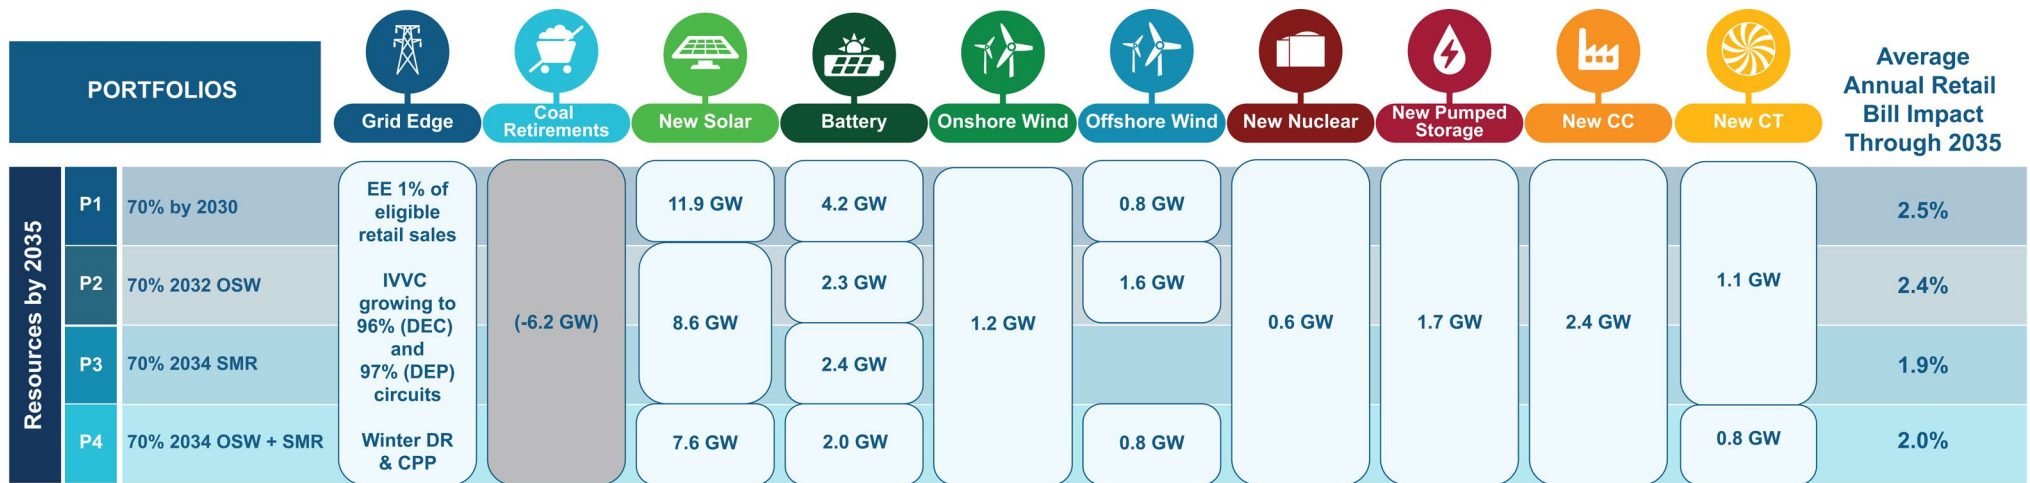 PORTFOLIOS
Grid Edge
Coal
Retirements
New Solar
Battery
Onshore Wind
Offshore Wind
New Nuclear
New Pumped
Storage
New CC
New CT
Average
Annual Retail
Bill Impact
Through 2035
Resources by 2035
P1
70% by 2030
P2
70% 2032 OSW
P3
70% 2034 SMR
P4
70% 2034 OSW + SMR
EE 1% of
eligible
retail sales
IVVC
growing to
96% (DEC)
and
97% (DEP)
circuits
Winter DR
& CPP
(-6.2 GW)
11.9 GW
8.6 GW
7.6 GW
4.2 GW
2.3 GW
2.4 GW
2.0 GW
1.2 GW
0.8 GW
1.6 GW
0.8 GW
0.6 GW
1.7 GW
2.4 GW
1.1 GW
0.8 GW
2.5%
2.4%
1.9%
2.0%